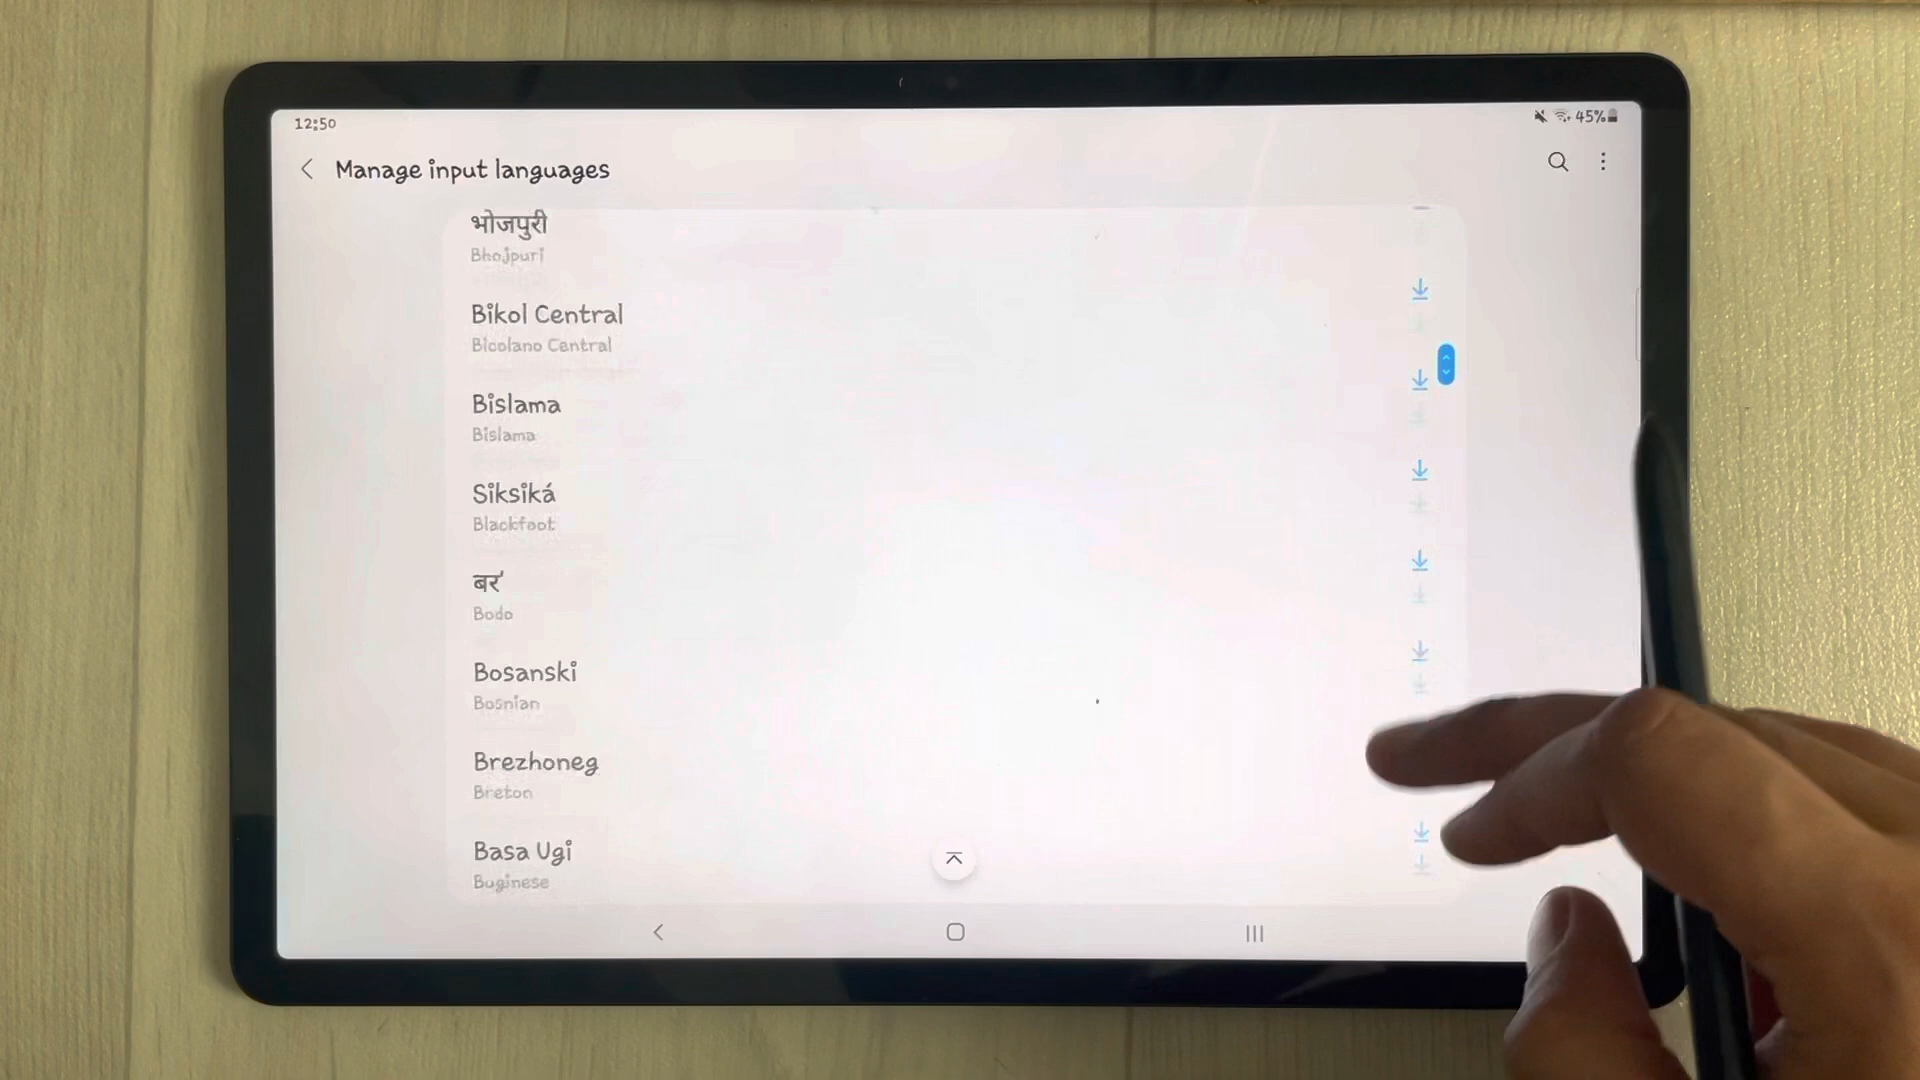 12:50
45%
Manage input languages
भोजपुरी
Bhojpuri
Bikol Central
Bicolano Central
Bislama
Bislama
Siksiká
Blackfoot
बर'
Bodo
Bosanski
Bosnian
Brezhoneg
Breton
Basa Ugi
Buginese